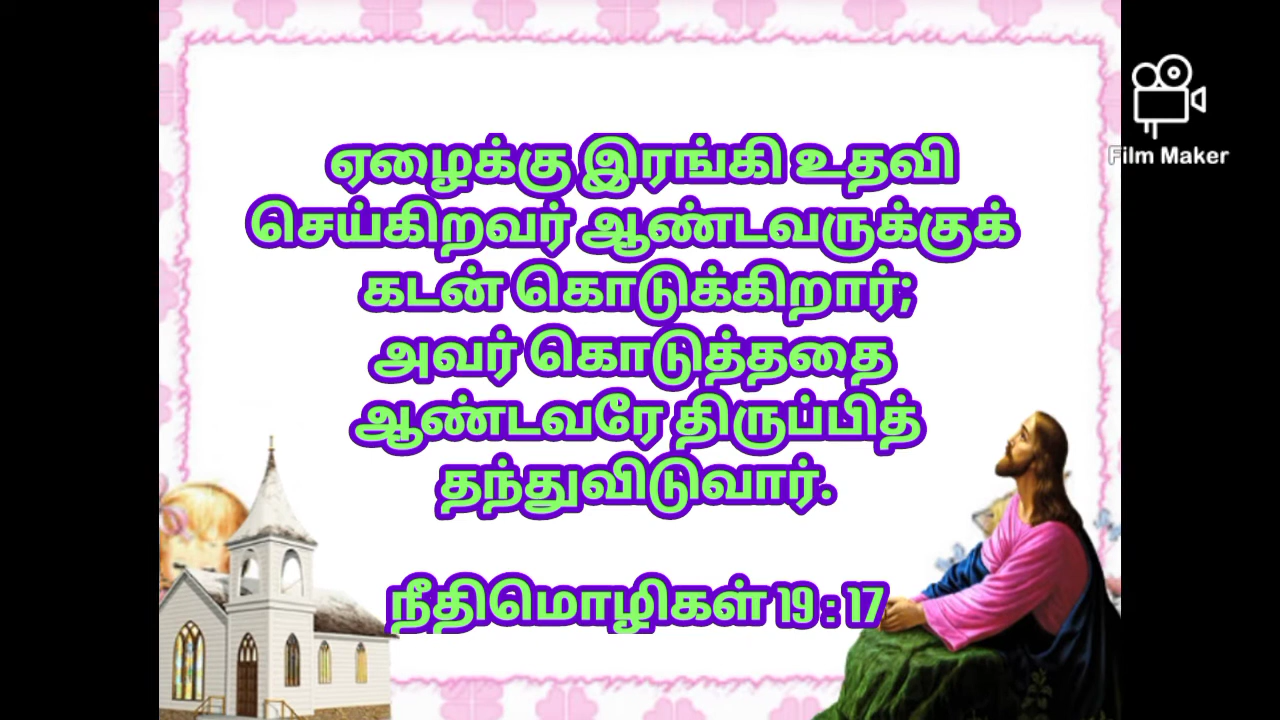 ஏழைக்கு இரங்கி உதவி
செய்கிறவர் ஆண்டவருக்குக்
கடன் கொடுக்கிறார்;
அவர் கொடுத்ததை
ஆண்டவரே திருப்பித்
தந்துவிடுவார்.
நீதிமொழிகள் 19 : 17
Film Maker